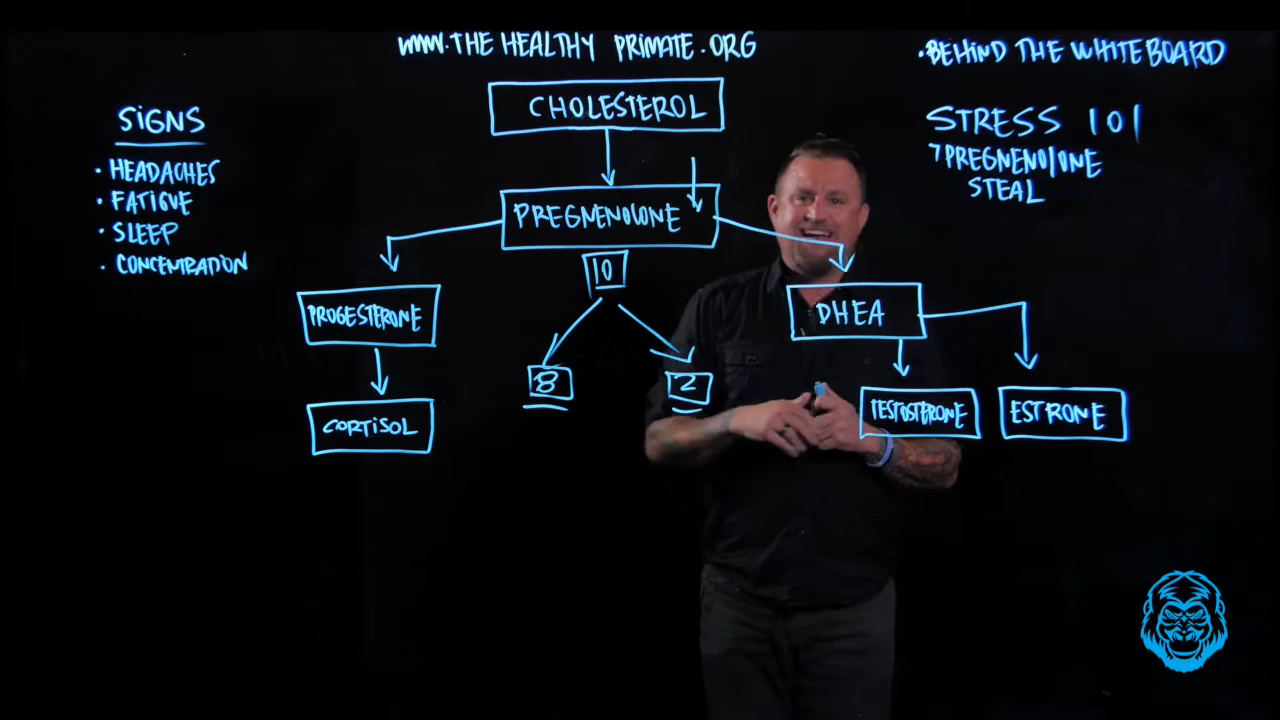 WWW.THE HEALTHY PRIMATE.ORG
•BEHIND THE WHITEBOARD
STRESS 101
PREGNENOLONE
STEAL
SIGNS
• HEADACHES
• FATIGUE
• SLEEP
• CONCENTRATION
CHOLESTEROL
PREGNENOLONE
10
8
2
PROGESTERONE
CORTISOL
DHEA
TESTOSTERONE
ESTRONE